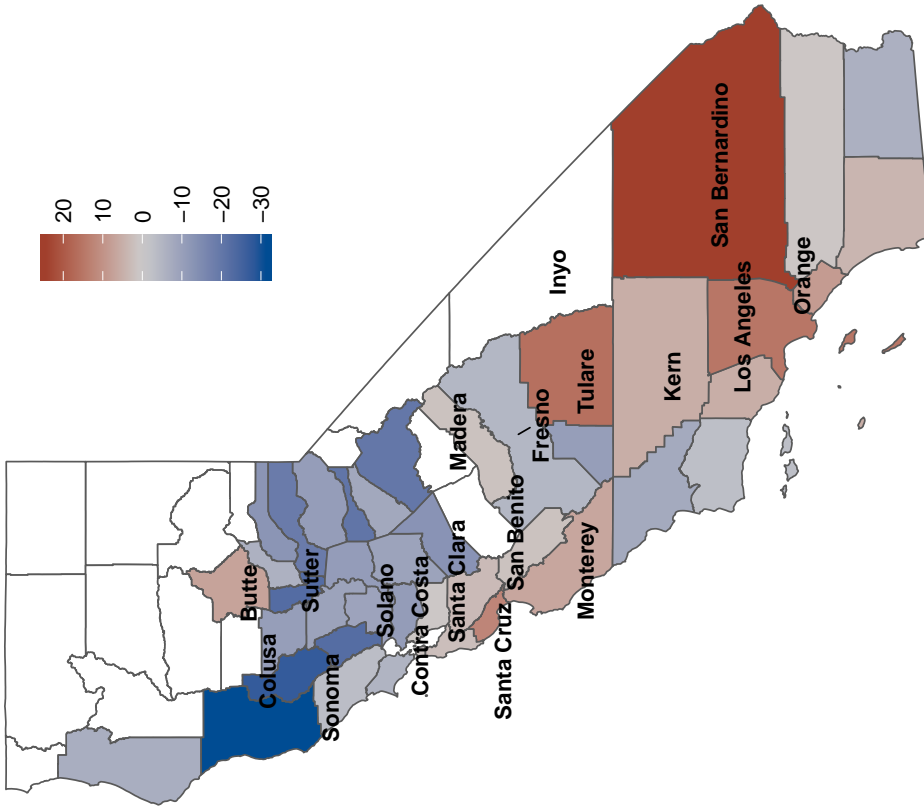 20
10
0
−10
−20
−30
Butte
Colusa
Sutter
Sonoma
Solano
Contra Costa
Santa Clara
Santa Cruz
San Benito
Monterey
Madera
Fresno
Tulare
Inyo
Kern
Los Angeles
San Bernardino
Orange